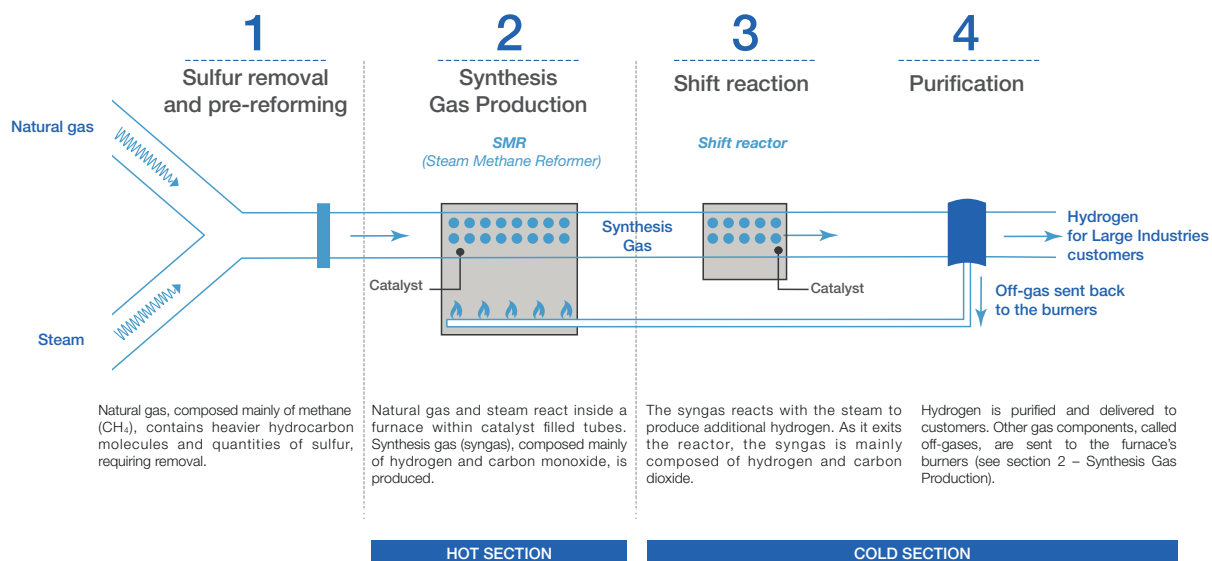 1
Sulfur removal
and pre-reforming
2
Synthesis
Gas Production
3
Shift reaction
4
Purification
SMR
(Steam Methane Reformer)
Shift reactor
Natural gas
Steam
Catalyst
Synthesis
Gas
Catalyst
Hydrogen
for Large Industries
customers
Off-gas sent back
to the burners
Natural gas, composed mainly of methane
(CH₄), contains heavier hydrocarbon
molecules and quantities of sulfur,
requiring removal.
Natural gas and steam react inside a
furnace within catalyst filled tubes.
Synthesis gas (syngas), composed mainly
of hydrogen and carbon monoxide, is
produced.
The syngas reacts with the steam to
produce additional hydrogen. As it exits
the reactor, the syngas is mainly
composed of hydrogen and carbon
dioxide.
Hydrogen is purified and delivered to
customers. Other gas components, called
off-gases, are sent to the furnace's
burners (see section 2 – Synthesis Gas
Production).
HOT SECTION
COLD SECTION